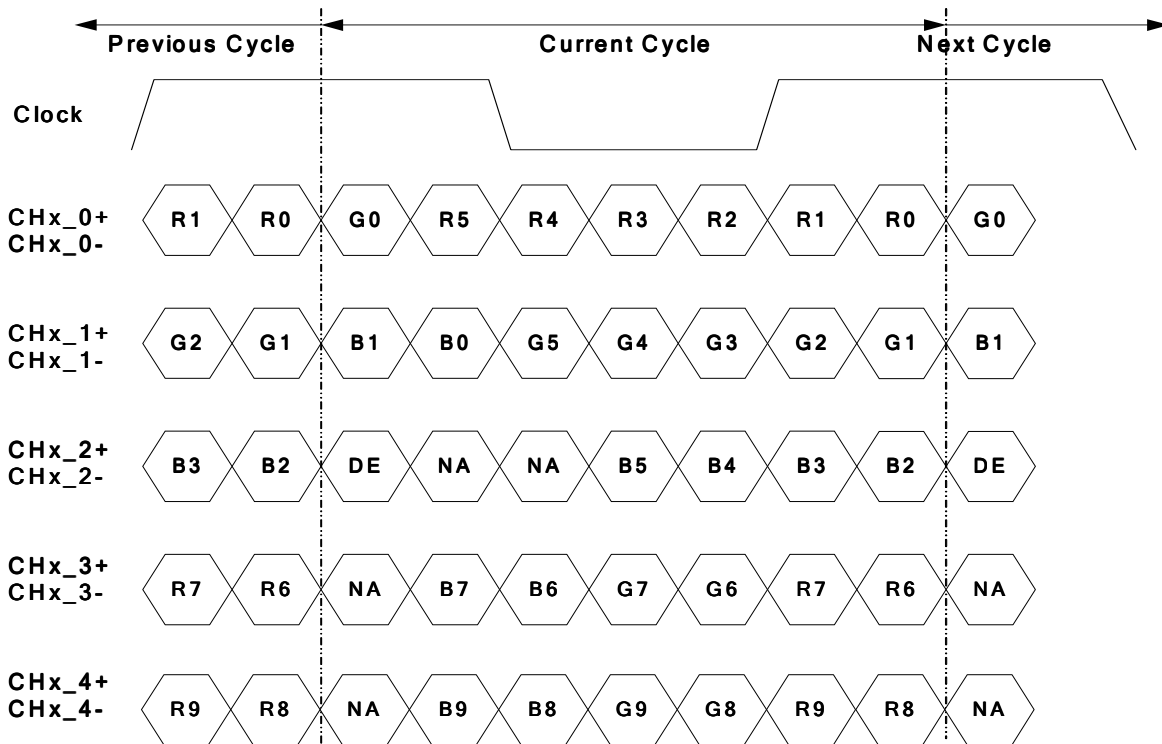 Previous Cycle Current Cycle Next Cycle
Clock
CHx_0+
CHx_0-
R1 R0 G0 R5 R4 R3 R2 R1 R0 G0
CHx_1+
CHx_1-
G2 G1 B1 B0 G5 G4 G3 G2 G1 B1
CHx_2+
CHx_2-
B3 B2 DE NA NA B5 B4 B3 B2 DE
CHx_3+
CHx_3-
R7 R6 NA B7 B6 G7 G6 R7 R6 NA
CHx_4+
CHx_4-
R9 R8 NA B9 B8 G9 G8 R9 R8 NA